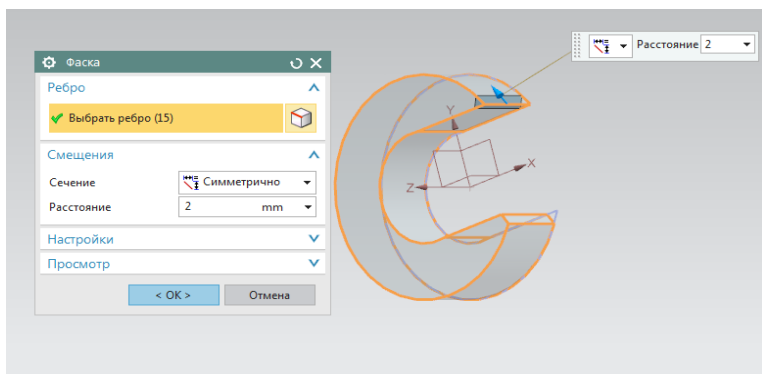 Фаска
Ребро
Выбрать ребро (15)
Смещения
Сечение Симметрично
Расстояние 2 mm
Настройки
Просмотр
< OK > Отмена
Расстояние 2
Y
X
Z